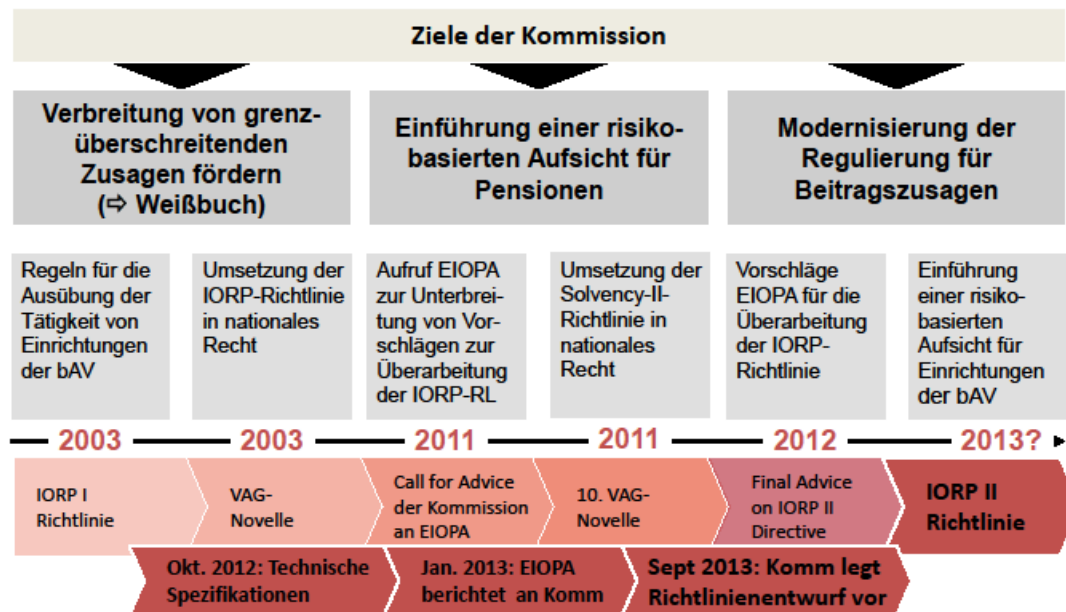 Ziele der Kommission
Verbreitung von grenz-
überschreitenden
Zusagen fördern
(⇨ Weißbuch)
Einführung einer risiko-
basierten Aufsicht für
Pensionen
Modernisierung der
Regulierung für
Beitragszusagen
Regeln für die
Ausübung der
Tätigkeit von
Einrichtungen
der bAV
Umsetzung der
IORP-Richtlinie
in nationales
Recht
Aufruf EIOPA
zur Unterbrei-
tung von Vor-
schlägen zur
Überarbeitung
der IORP-RL
Umsetzung der
Solvency-II-
Richtlinie in
nationales
Recht
Vorschläge
EIOPA für die
Überarbeitung
der IORP-
Richtlinie
Einführung
einer risiko-
basierten
Aufsicht für
Einrichtungen
der bAV
2003
2003
2011
2011
2012
2013?
IORP I
Richtlinie
VAG-
Novelle
Call for Advice
der Kommission
an EIOPA
10. VAG-
Novelle
Final Advice
on IORP II
Directive
IORP II
Richtlinie
Okt. 2012: Technische
Spezifikationen
Jan. 2013: EIOPA
berichtet an Komm
Sept 2013: Komm legt
Richtlinienentwurf vor